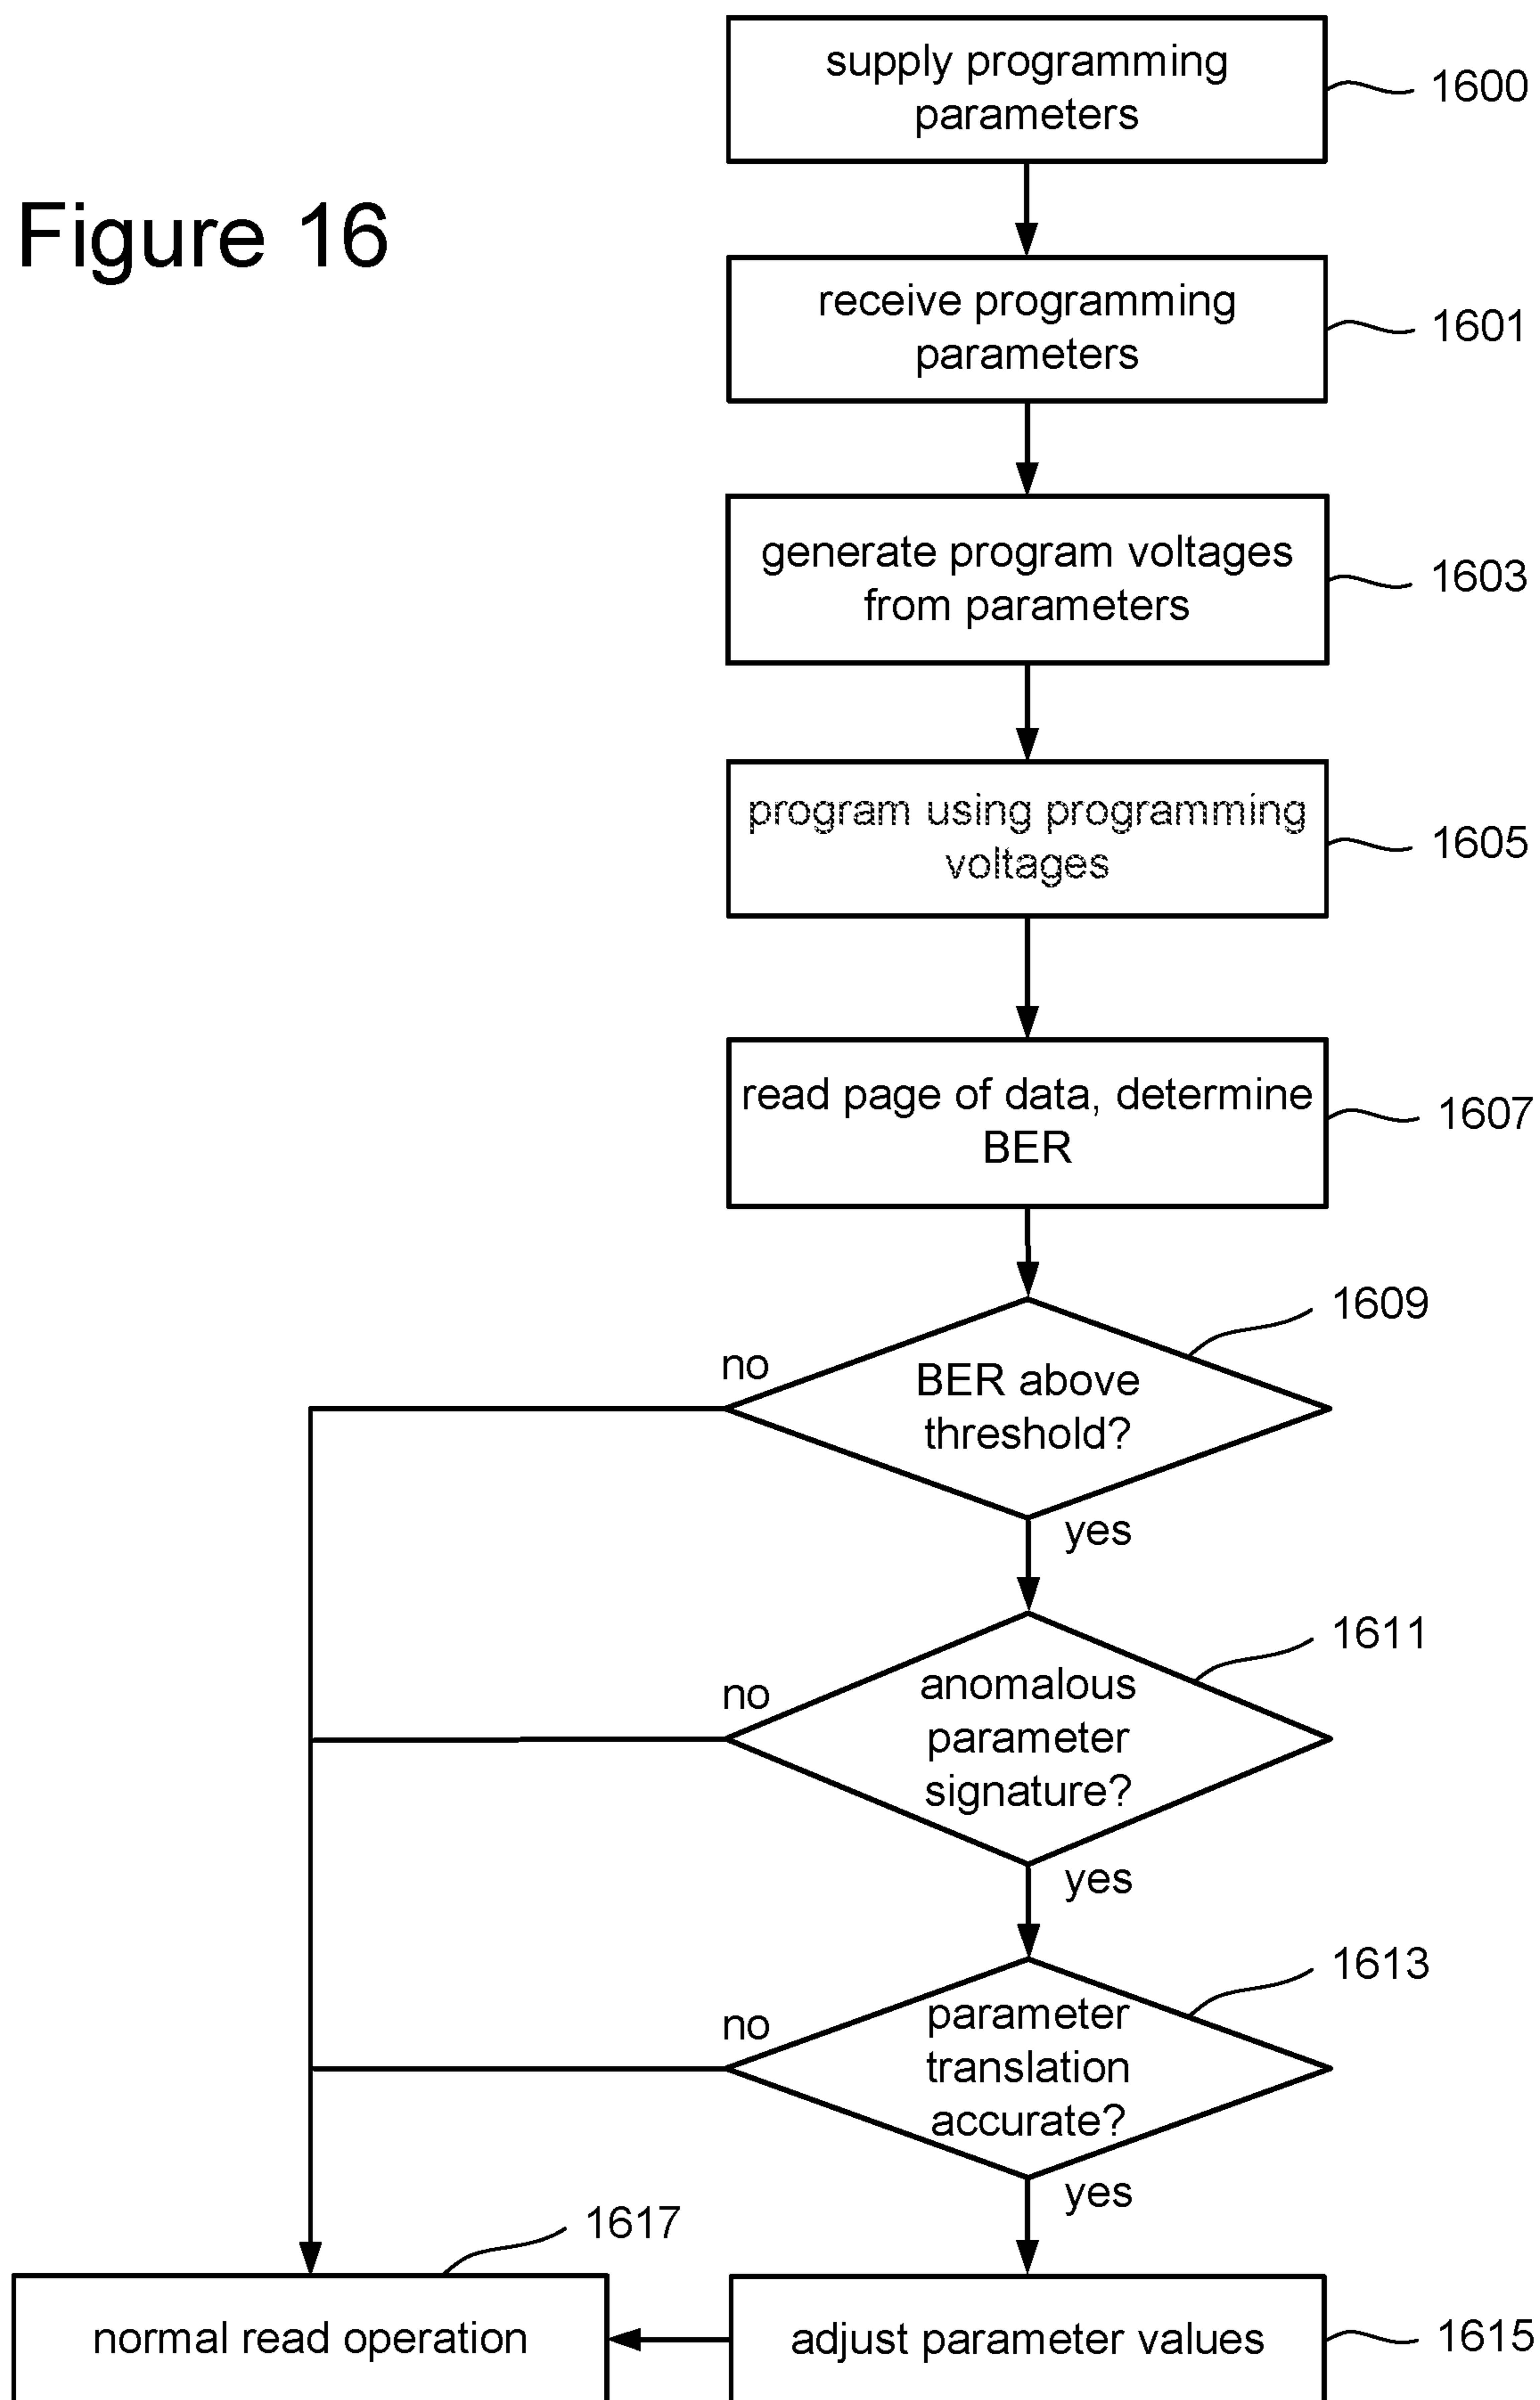 supply programming
parameters
1600
Figure 16
receive programming
parameters
1601
generate program voltages
from parameters
1603
program using programming
voltages
1605
read page of data, determine
BER
1607
1609
no
BER above
threshold?
yes
1611
no
anomalous
parameter
signature?
yes
1613
no
parameter
translation
accurate?
yes
1617
normal read operation
adjust parameter values
1615